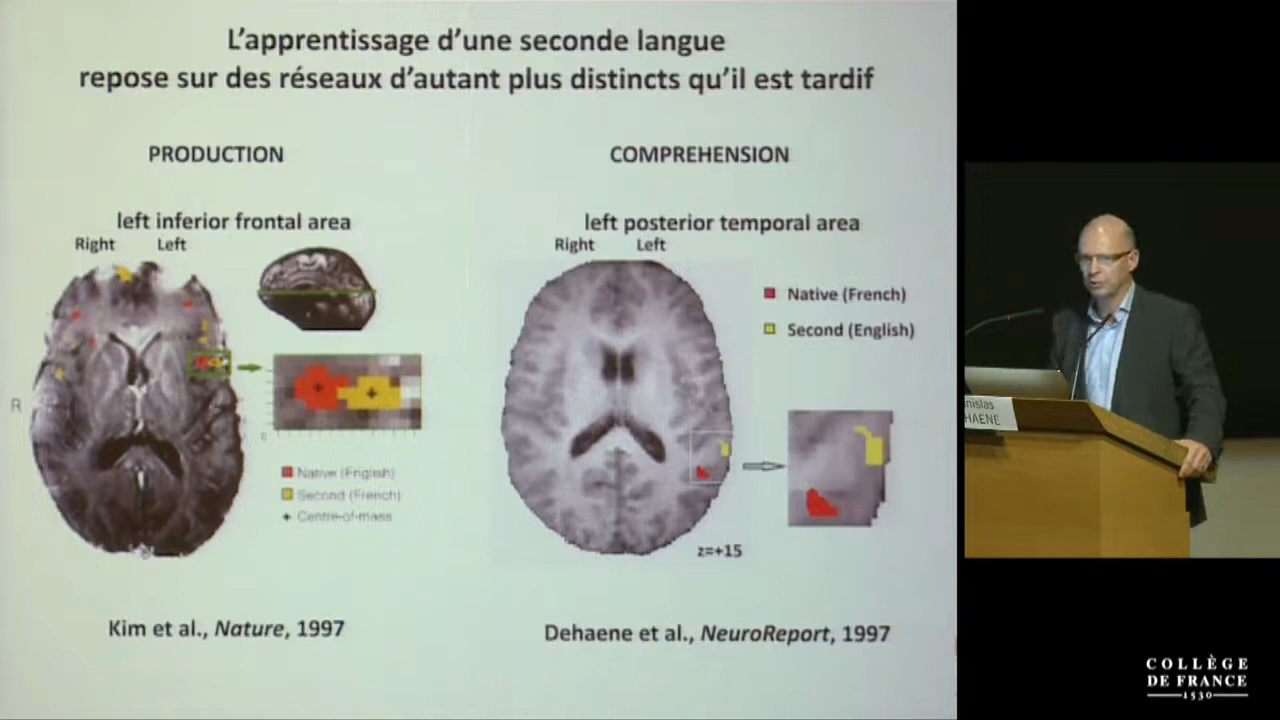 L'apprentissage d'une seconde langue
repose sur des réseaux d'autant plus distincts qu'il est tardif
PRODUCTION
left inferior frontal area
Right Left
R
Native (English)
Second (French)
Centre-of-mass
Kim et al., Nature, 1997
COMPREHENSION
left posterior temporal area
Right Left
Native (French)
Second (English)
z=+15
Dehaene et al., NeuroReport, 1997
nislas
HAENE
COLLÈGE
DE FRANCE
1530